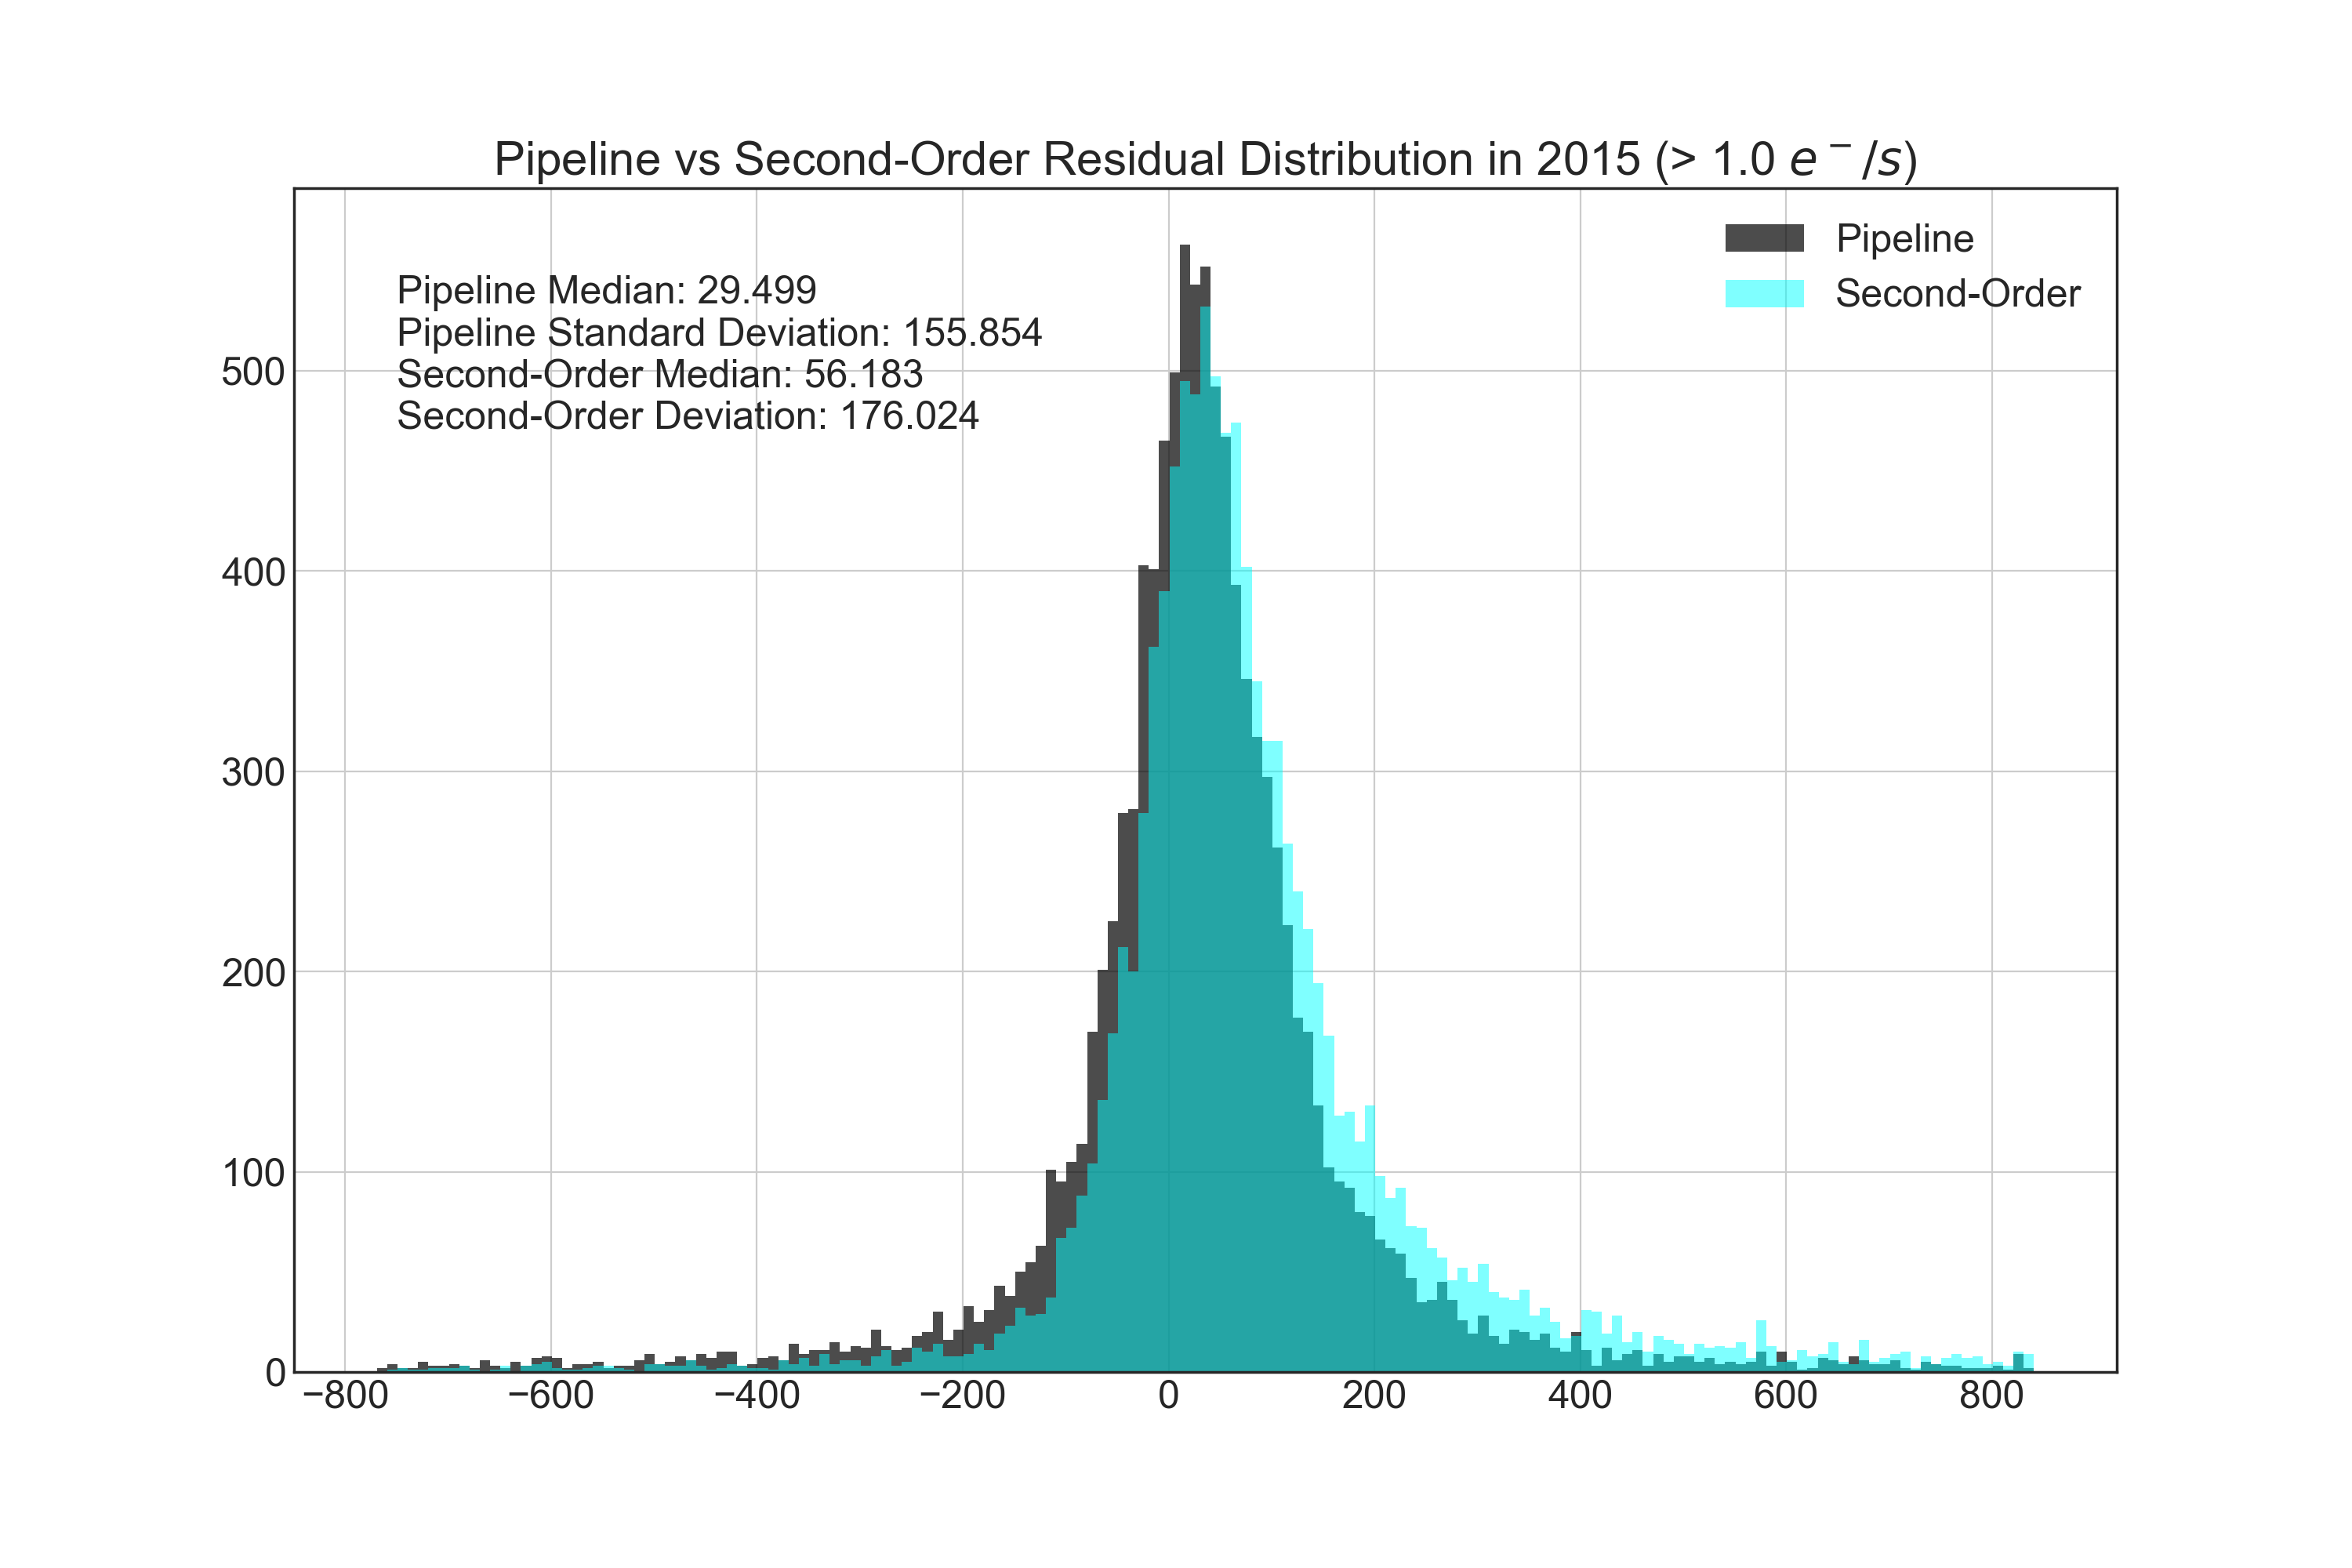 Pipeline vs Second-Order Residual Distribution in 2015 (> 1.0 e⁻/s)
Pipeline
Second-Order
Pipeline Median: 29.499
Pipeline Standard Deviation: 155.854
Second-Order Median: 56.183
Second-Order Deviation: 176.024
500
400
300
200
100
0
−800 −600 −400 −200 0 200 400 600 800